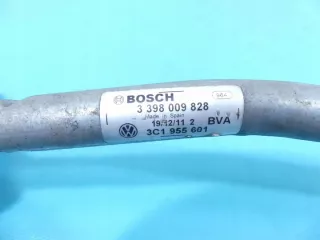 BOSCH
3 398 009 828
Made in Spain
19/12/11 2 BVA
3C1 955 601